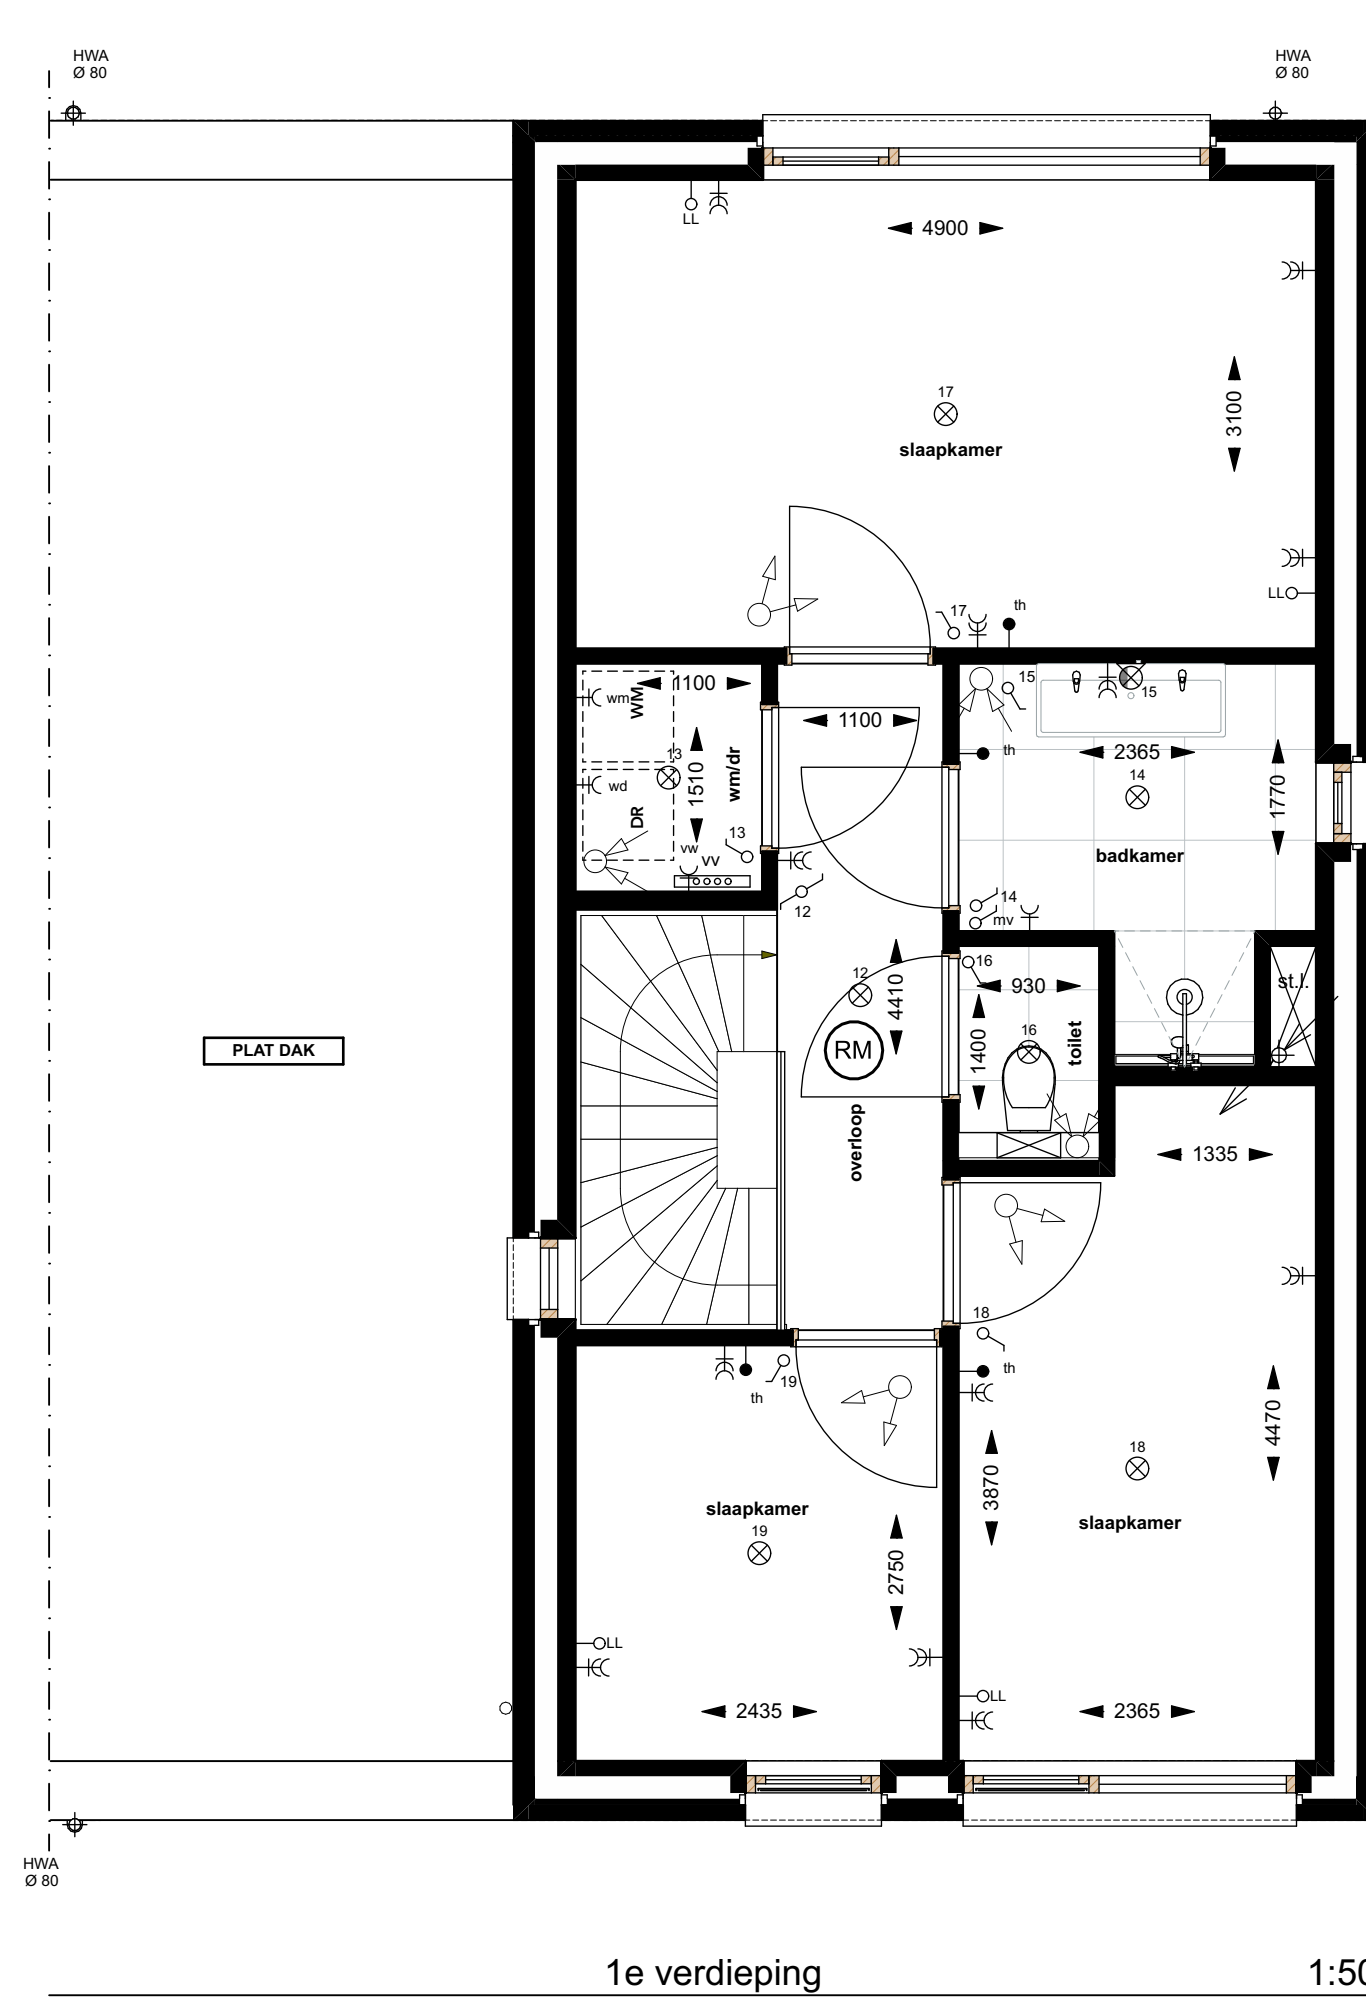 HWA
Ø 80
HWA
Ø 80
LL
4900
17
3100
slaapkamer
LL
17
th
1100
wm
WM
13
wd
1510
wm/dr
DR
vw
VV
13
1100
12
15
15
th
2365
14
1770
badkamer
14
mv
12
4410
RM
overloop
16
930
1400
16
toilet
st.l.
PLAT DAK
1335
18
th
th
19
4470
3870
18
slaapkamer
slaapkamer
19
2750
LL
2435
LL
2365
HWA
Ø 80
1e verdieping
1:50